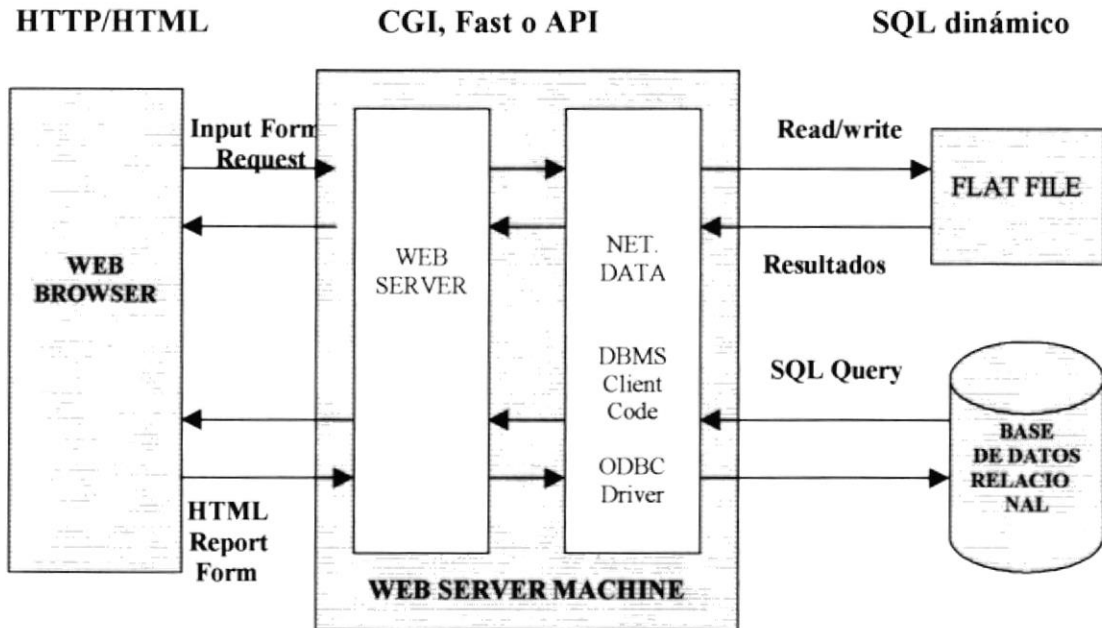 HTTP/HTML
CGI, Fast o API
SQL dinámico
Input Form
Request
Read/write
FLAT FILE
WEB
BROWSER
WEB
SERVER
NET.
DATA
Resultados
DBMS
Client
Code
SQL Query
ODBC
Driver
BASE
DE DATOS
RELACIO
NAL
HTML
Report
Form
WEB SERVER MACHINE